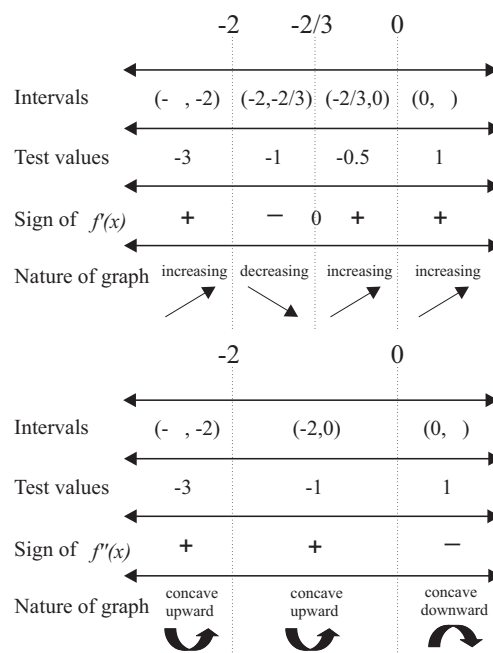 -2 -2/3 0
Intervals (- , -2) (-2,-2/3) (-2/3,0) (0, )
Test values -3 -1 -0.5 1
Sign of f'(x) + − 0 + +
Nature of graph increasing decreasing increasing increasing
-2 0
Intervals (- , -2) (-2,0) (0, )
Test values -3 -1 1
Sign of f''(x) + + −
Nature of graph concave upward concave upward concave downward